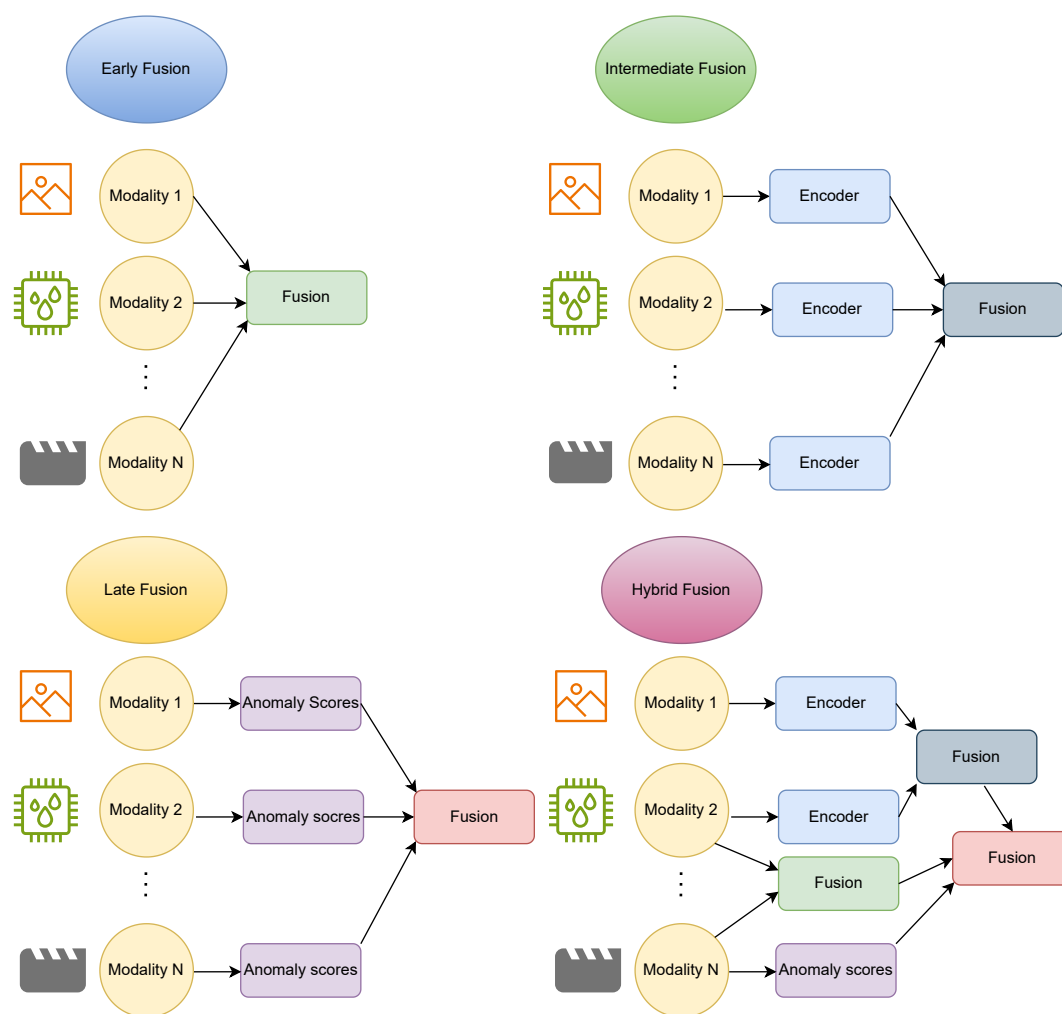 Early Fusion
Modality 1
Modality 2
Fusion
⋮
Modality N
Intermediate Fusion
Modality 1
Encoder
Modality 2
Encoder
Fusion
⋮
Modality N
Encoder
Late Fusion
Modality 1
Anomaly Scores
Modality 2
Anomaly socres
Fusion
⋮
Modality N
Anomaly scores
Hybrid Fusion
Modality 1
Encoder
Fusion
Modality 2
Encoder
Fusion
Fusion
⋮
Modality N
Anomaly scores